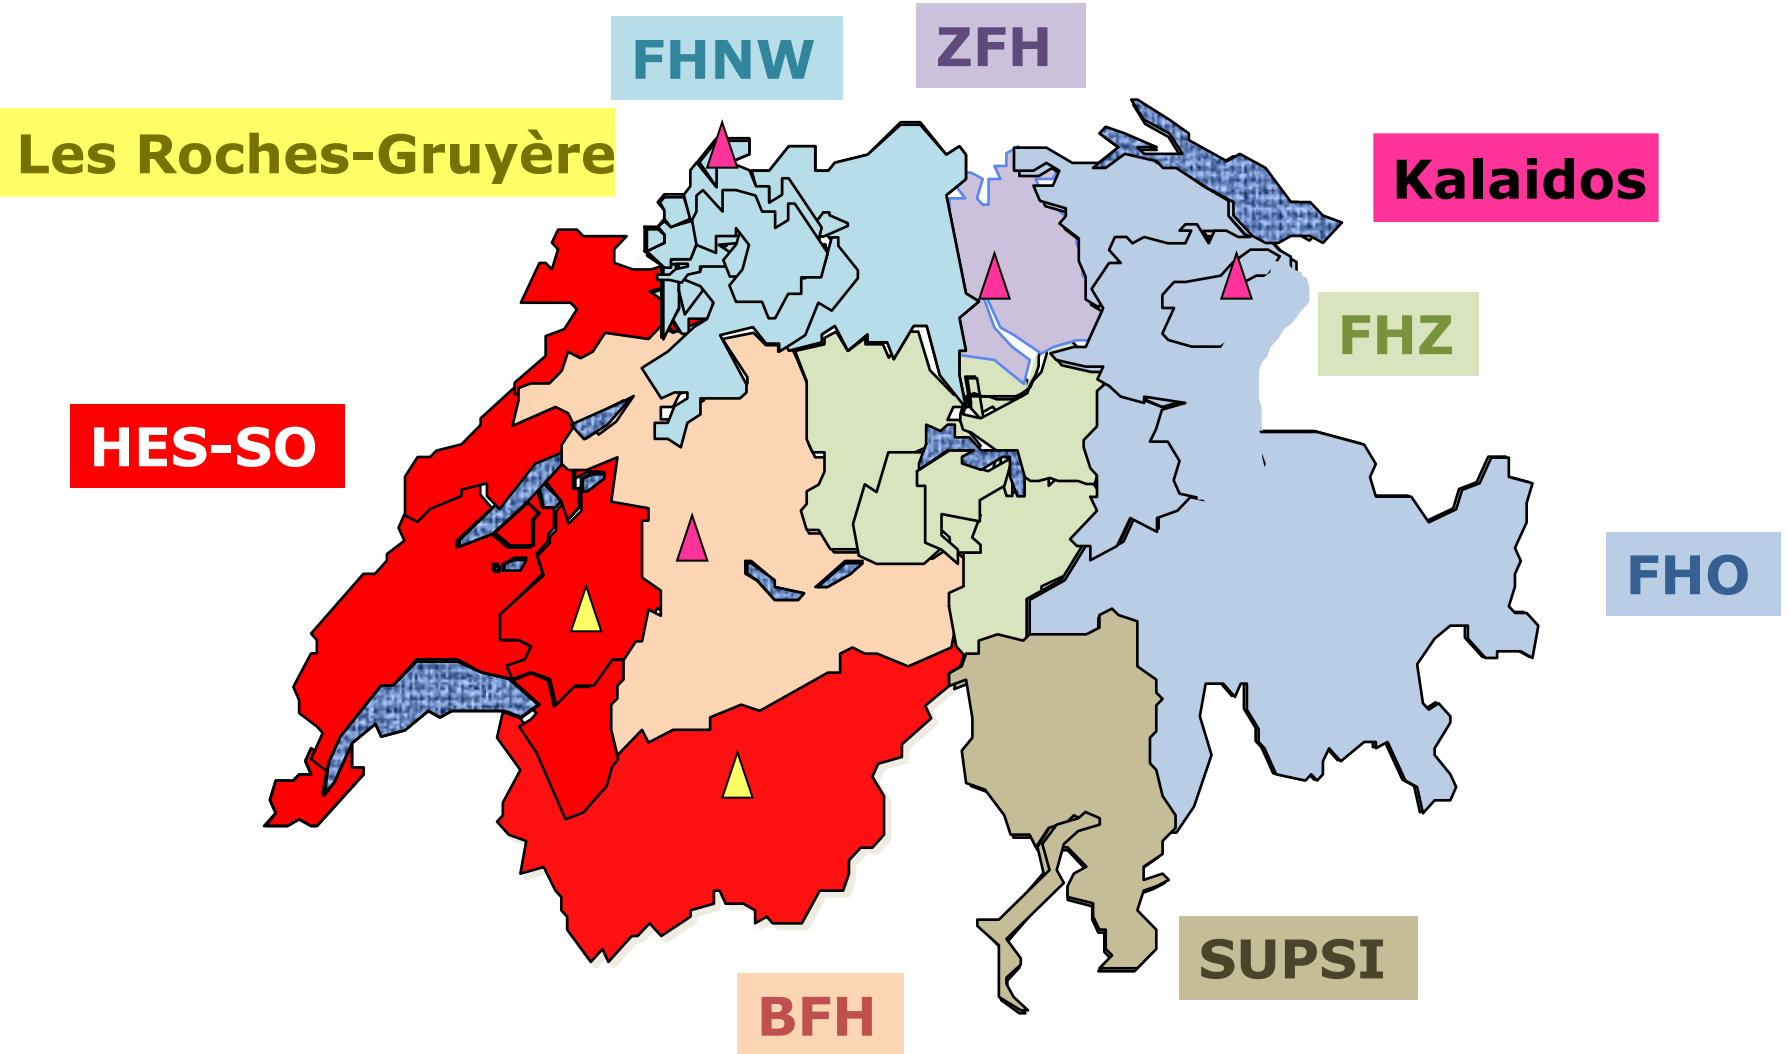 FHNW
ZFH
Les Roches-Gruyère
Kalaidos
FHZ
HES-SO
FHO
SUPSI
BFH